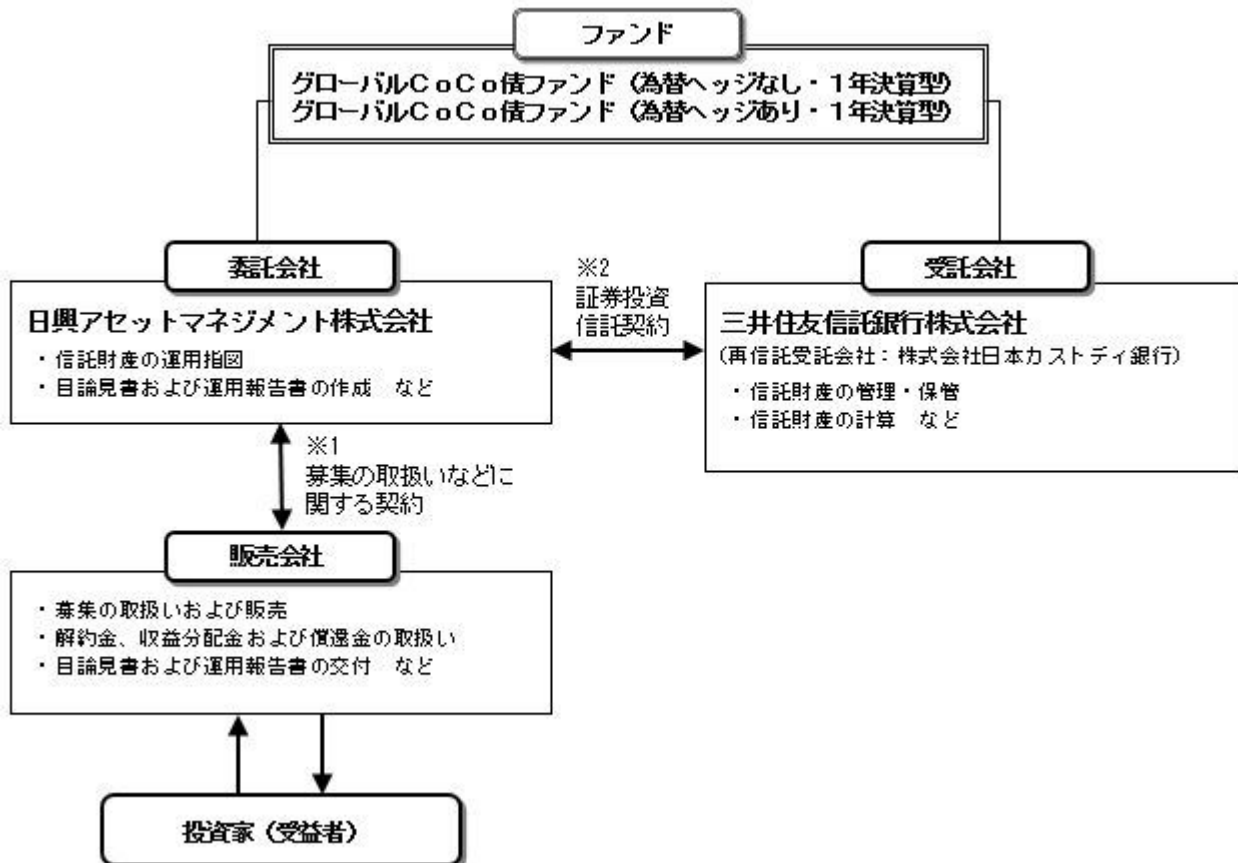 ファンド
グローバルCoCo債ファンド（為替ヘッジなし・1年決算型）
グローバルCoCo債ファンド（為替ヘッジあり・1年決算型）
委託会社
日興アセットマネジメント株式会社
・信託財産の運用指図
・目論見書および運用報告書の作成　など
※2
証券投資
信託契約
受託会社
三井住友信託銀行株式会社
(再信託受託会社：株式会社日本カストディ銀行)
・信託財産の管理・保管
・信託財産の計算　など
※1
募集の取扱いなどに
関する契約
販売会社
・募集の取扱いおよび販売
・解約金、収益分配金および償還金の取扱い
・目論見書および運用報告書の交付　など
投資家（受益者）